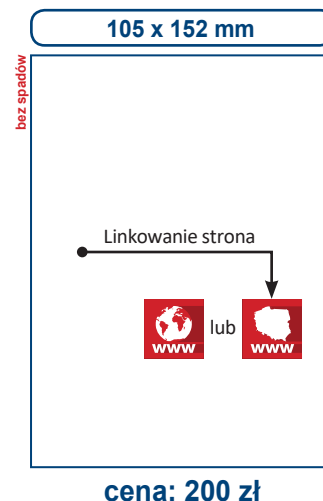 105 x 152 mm
bez spadów
Linkowanie strona
www lub www
cena: 200 zł